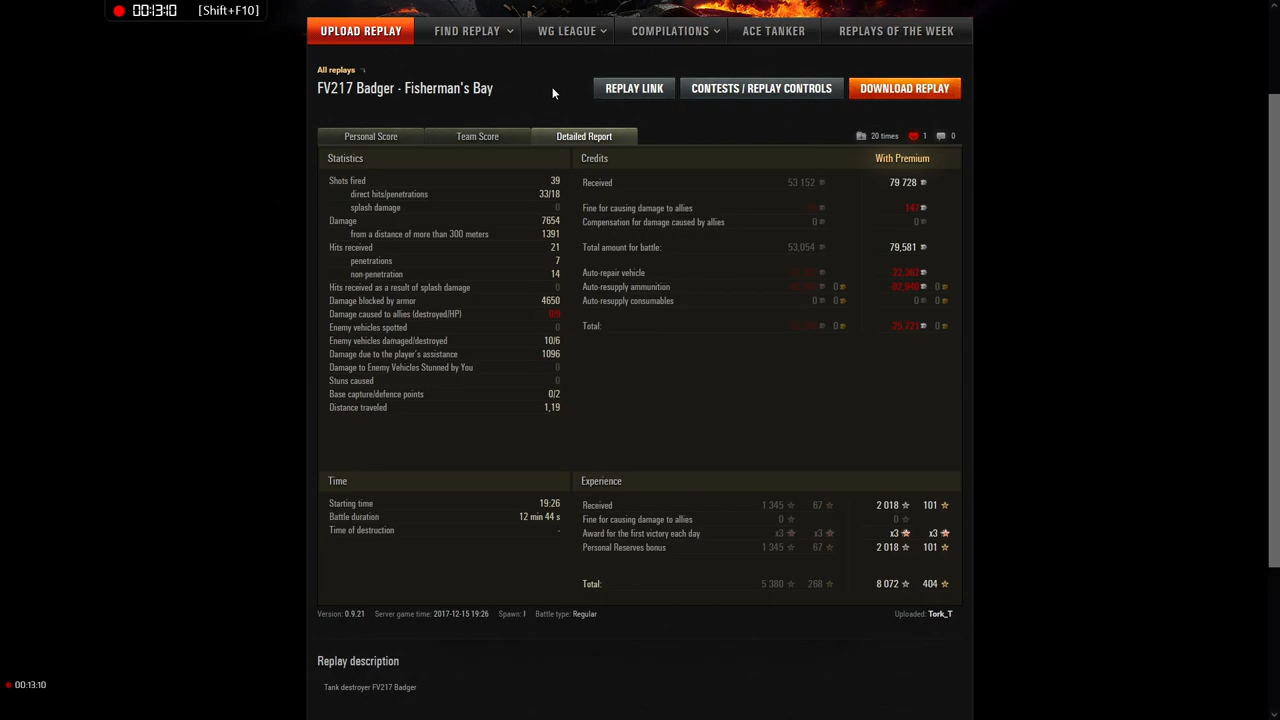 00:13:10 [Shift+F10]
UPLOAD REPLAY FIND REPLAY WG LEAGUE COMPILATIONS ACE TANKER REPLAYS OF THE WEEK
All replays
FV217 Badger - Fisherman's Bay
REPLAY LINK CONTESTS / REPLAY CONTROLS DOWNLOAD REPLAY
Personal Score Team Score Detailed Report 20 times 1 0
Statistics
Shots fired 39
direct hits/penetrations 33/18
splash damage 0
Damage 7654
from a distance of more than 300 meters 1391
Hits received 21
penetrations 7
non-penetration 14
Hits received as a result of splash damage 0
Damage blocked by armor 4650
Damage caused to allies (destroyed/HP) 0/9
Enemy vehicles spotted 0
Enemy vehicles damaged/destroyed 10/6
Damage due to the player's assistance 1096
Damage to Enemy Vehicles Stunned by You 0
Stuns caused 0
Base capture/defence points 0/2
Distance traveled 1,19
Credits With Premium
Received 53 152 79 728
Fine for causing damage to allies 147
Compensation for damage caused by allies 0 0
Total amount for battle: 53,054 79,581
Auto-repair vehicle
Auto-resupply ammunition 0 -82,940 0
Auto-resupply consumables 0 0 0 0
Total: 0 0
Time
Starting time 19:26
Battle duration 12 min 44 s
Time of destruction -
Experience
Received 1 345 67 2 018 101
Fine for causing damage to allies 0 0
Award for the first victory each day x3 x3 x3 x3
Personal Reserves bonus 1 345 67 2 018 101
Total: 5 380 268 8 072 404
Version: 0.9.21 Server game time: 2017-12-15 19:26 Spawn: I Battle type: Regular Uploaded: Tork_T
Replay description
Tank destroyer FV217 Badger
00:13:10